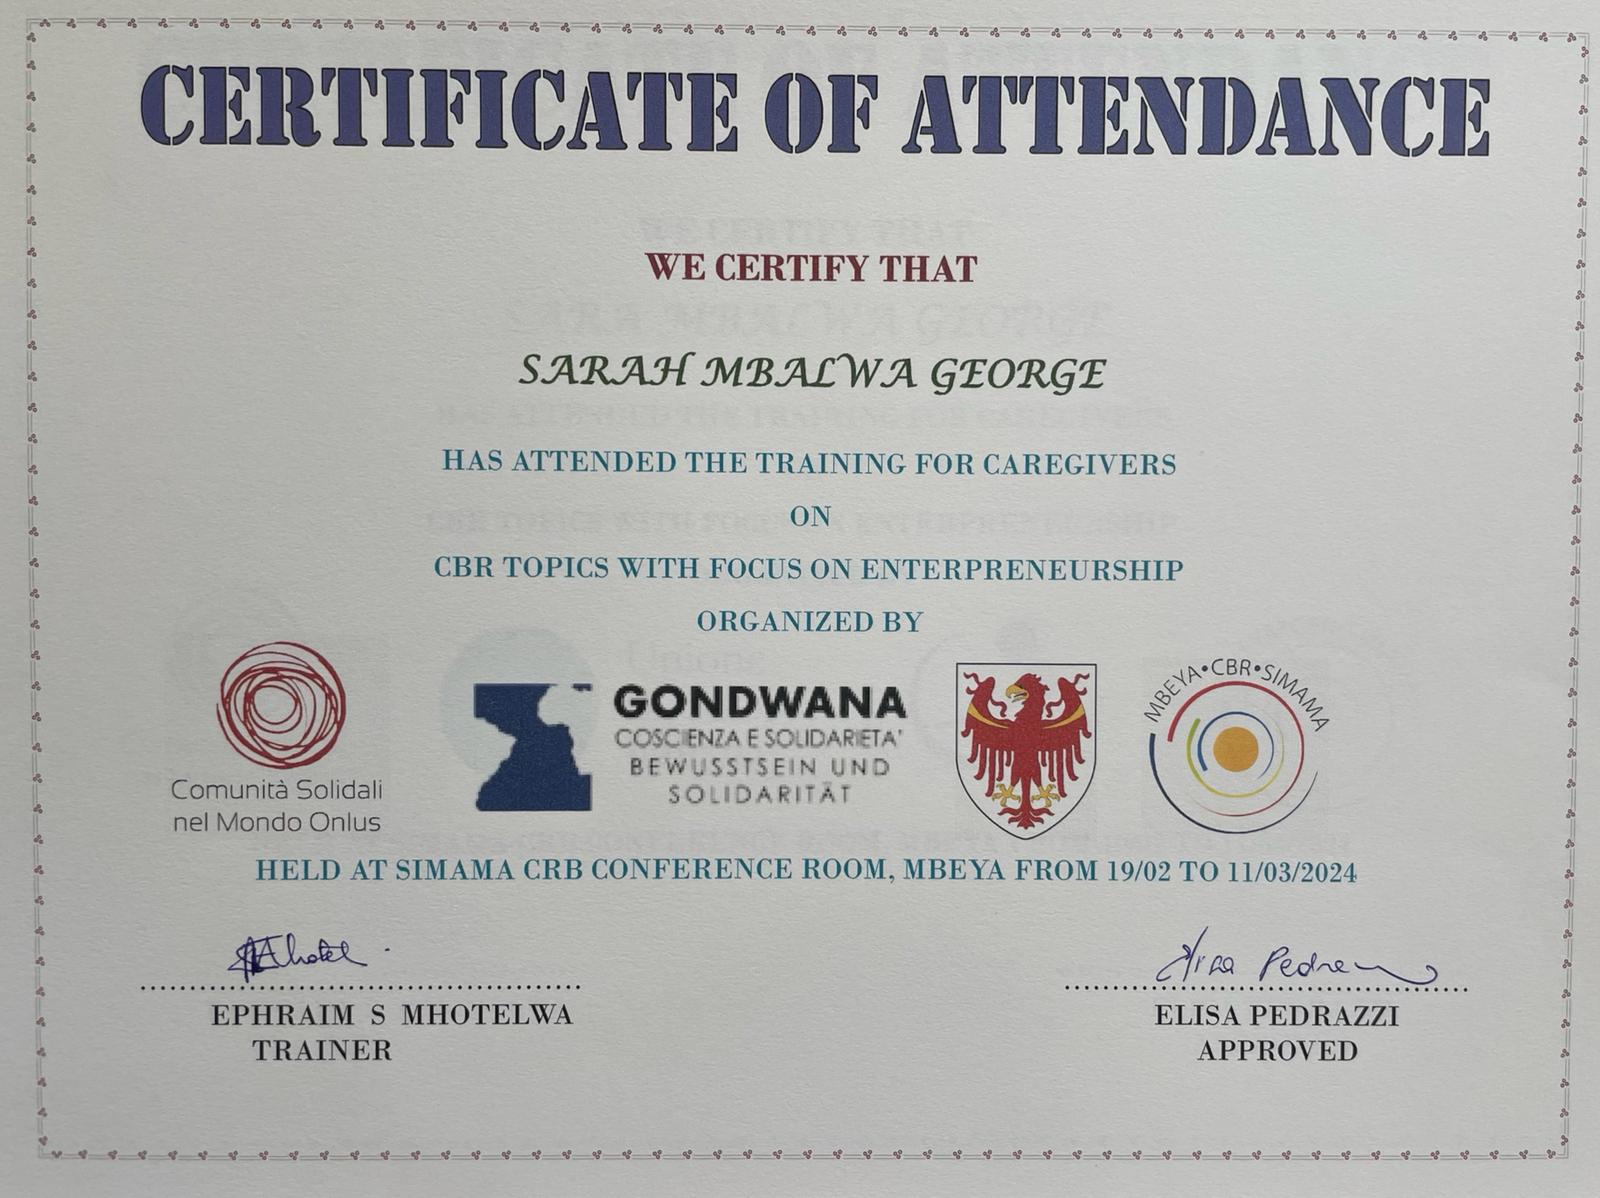 CERTIFICATE OF ATTENDANCE
WE CERTIFY THAT
SARAH MBALWA GEORGE
HAS ATTENDED THE TRAINING FOR CAREGIVERS
ON
CBR TOPICS WITH FOCUS ON ENTERPRENEURSHIP
ORGANIZED BY
Comunità Solidali
nel Mondo Onlus
GONDWANA
COSCIENZA E SOLIDARIETA'
BEWUSSTSEIN UND
SOLIDARITÄT
MBEYA•CBR•SIMAMA
HELD AT SIMAMA CRB CONFERENCE ROOM, MBEYA FROM 19/02 TO 11/03/2024
Elisa Pedra
EPHRAIM S MHOTELWA
TRAINER
ELISA PEDRAZZI
APPROVED